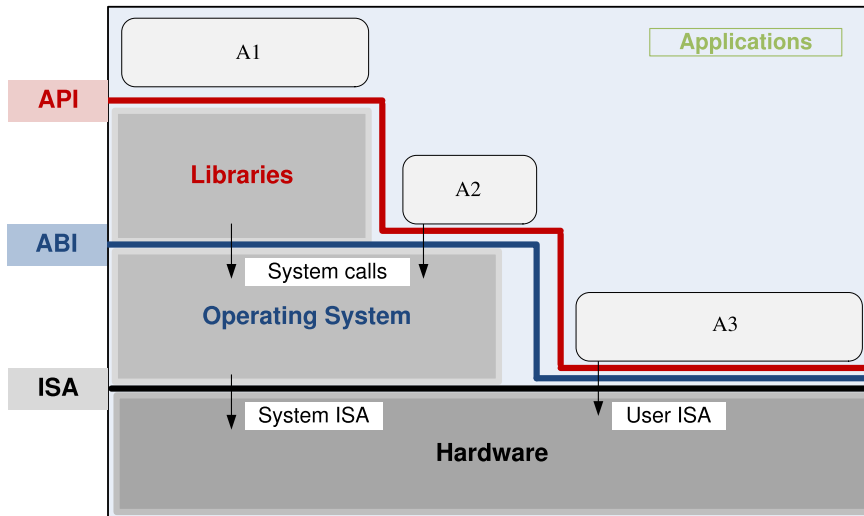 A1
Applications
API
Libraries
A2
ABI
System calls
Operating System
A3
ISA
System ISA
User ISA
Hardware